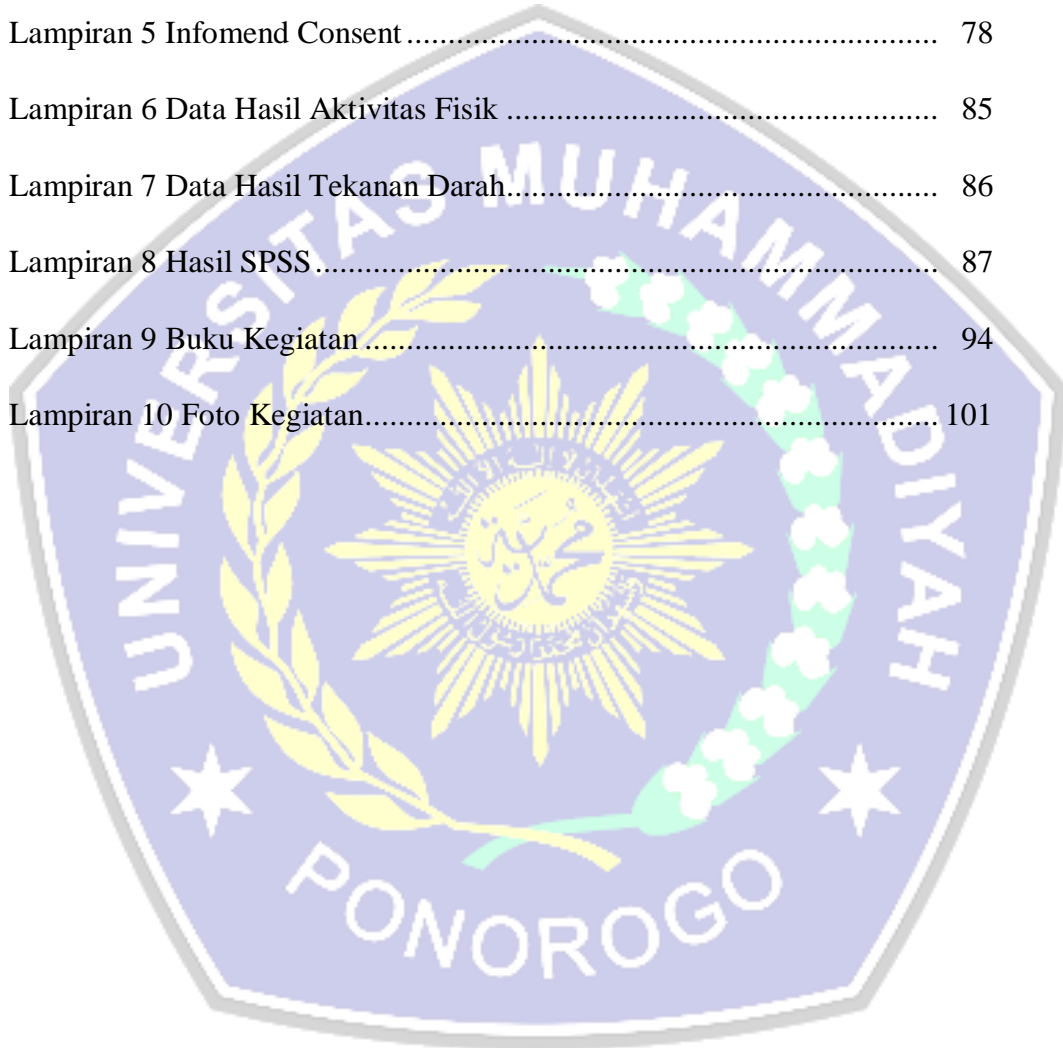 Lampiran 5 Infomend Consent .................................................................. 78
Lampiran 6 Data Hasil Aktivitas Fisik ...................................................... 85
Lampiran 7 Data Hasil Tekanan Darah...................................................... 86
Lampiran 8 Hasil SPSS .............................................................................. 87
Lampiran 9 Buku Kegiatan ........................................................................ 94
Lampiran 10 Foto Kegiatan........................................................................ 101
UNIVERSITAS MUHAMMADIYAH
PONOROGO
محمد